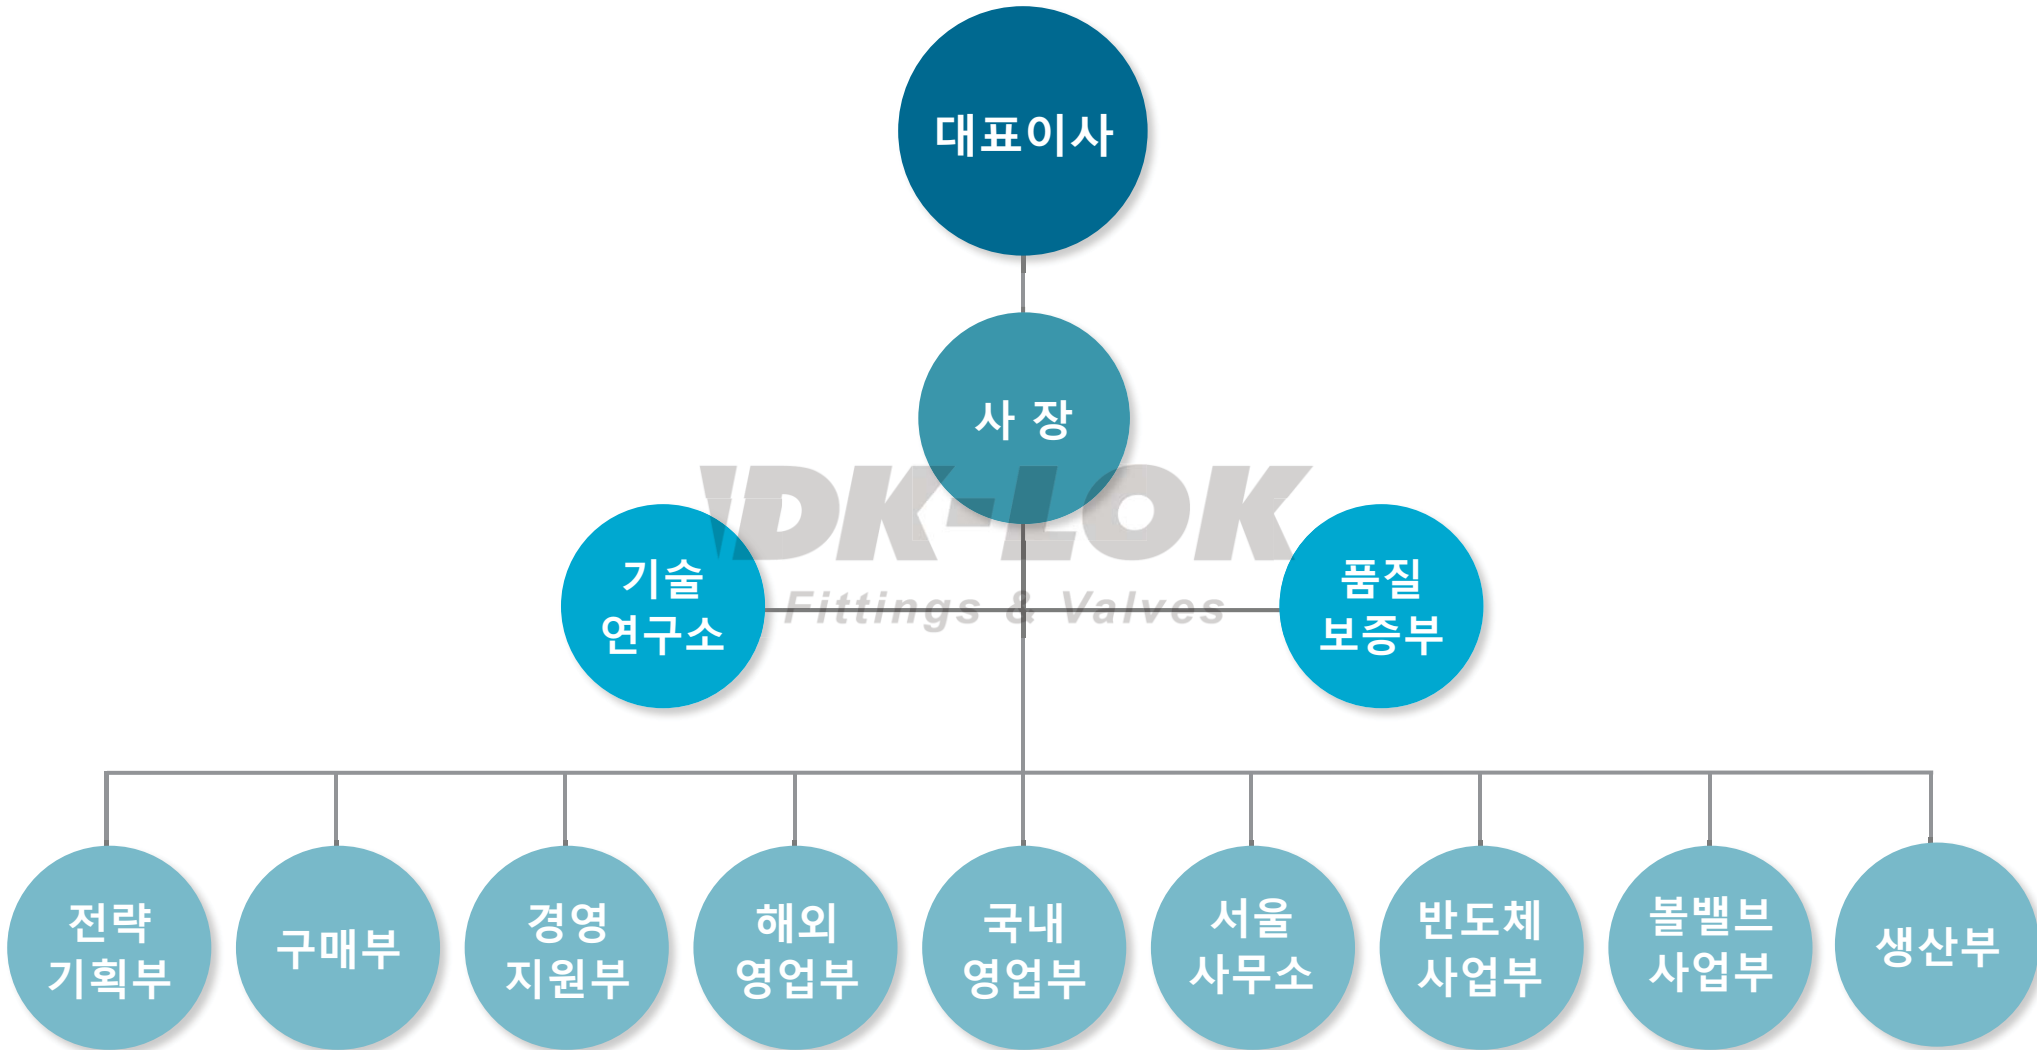 대표이사
사 장
DK-LOK
Fittings & Valves
기술
연구소
품질
보증부
전략
기획부
구매부
경영
지원부
해외
영업부
국내
영업부
서울
사무소
반도체
사업부
볼밸브
사업부
생산부